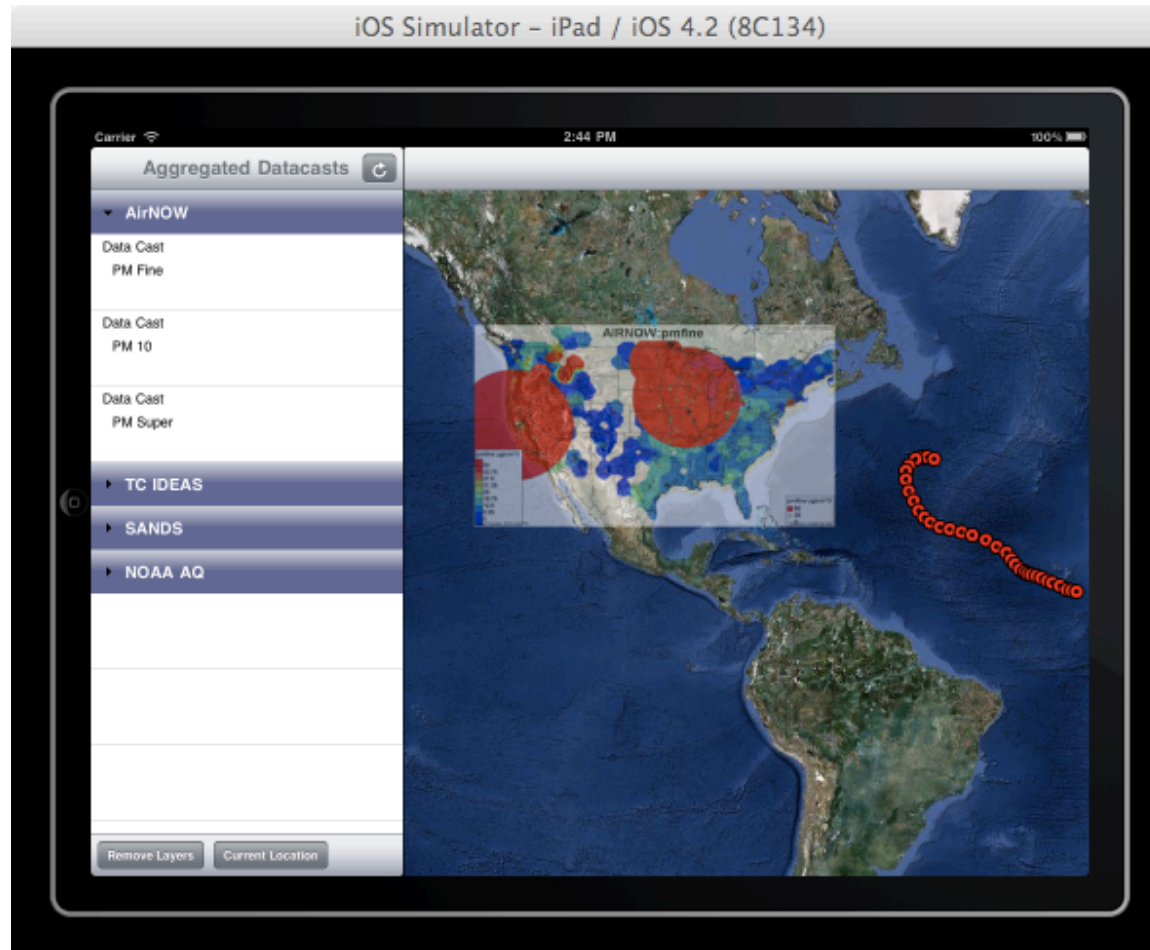 iOS Simulator – iPad / iOS 4.2 (8C134)
Carrier
2:44 PM
100%
Aggregated Datacasts
AirNOW
Data Cast
PM Fine
Data Cast
PM 10
Data Cast
PM Super
TC IDEAS
SANDS
NOAA AQ
Remove Layers
Current Location
AIRNOW:pmfine